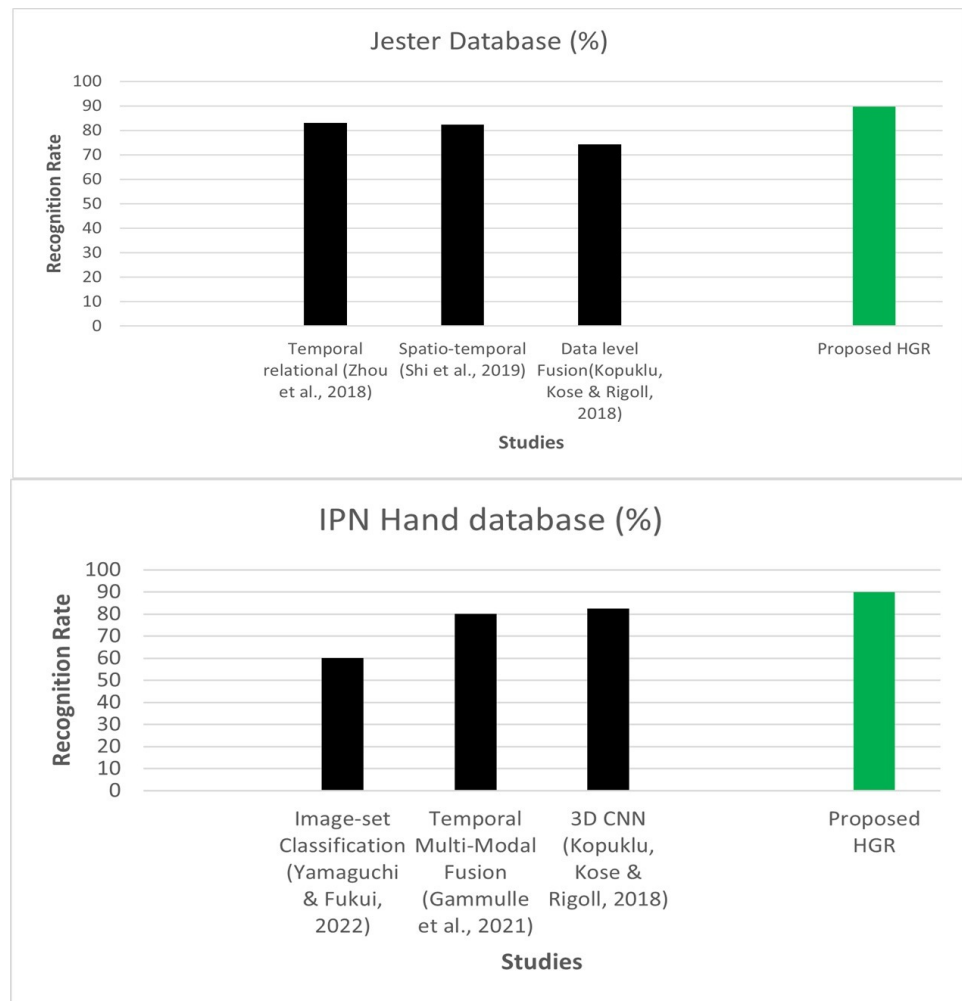 Jester Database (%)
100
90
80
70
60
50
40
30
20
10
0
Recognition Rate
Temporal
relational (Zhou
et al., 2018)
Spatio-temporal
(Shi et al., 2019)
Data level
Fusion(Kopuklu,
Kose & Rigoll,
2018)
Proposed HGR
Studies
IPN Hand database (%)
100
90
80
70
60
50
40
30
20
10
0
Recognition Rate
Image-set
Classification
(Yamaguchi
& Fukui,
2022)
Temporal
Multi-Modal
Fusion
(Gammulle
et al., 2021)
3D CNN
(Kopuklu,
Kose &
Rigoll, 2018)
Proposed
HGR
Studies